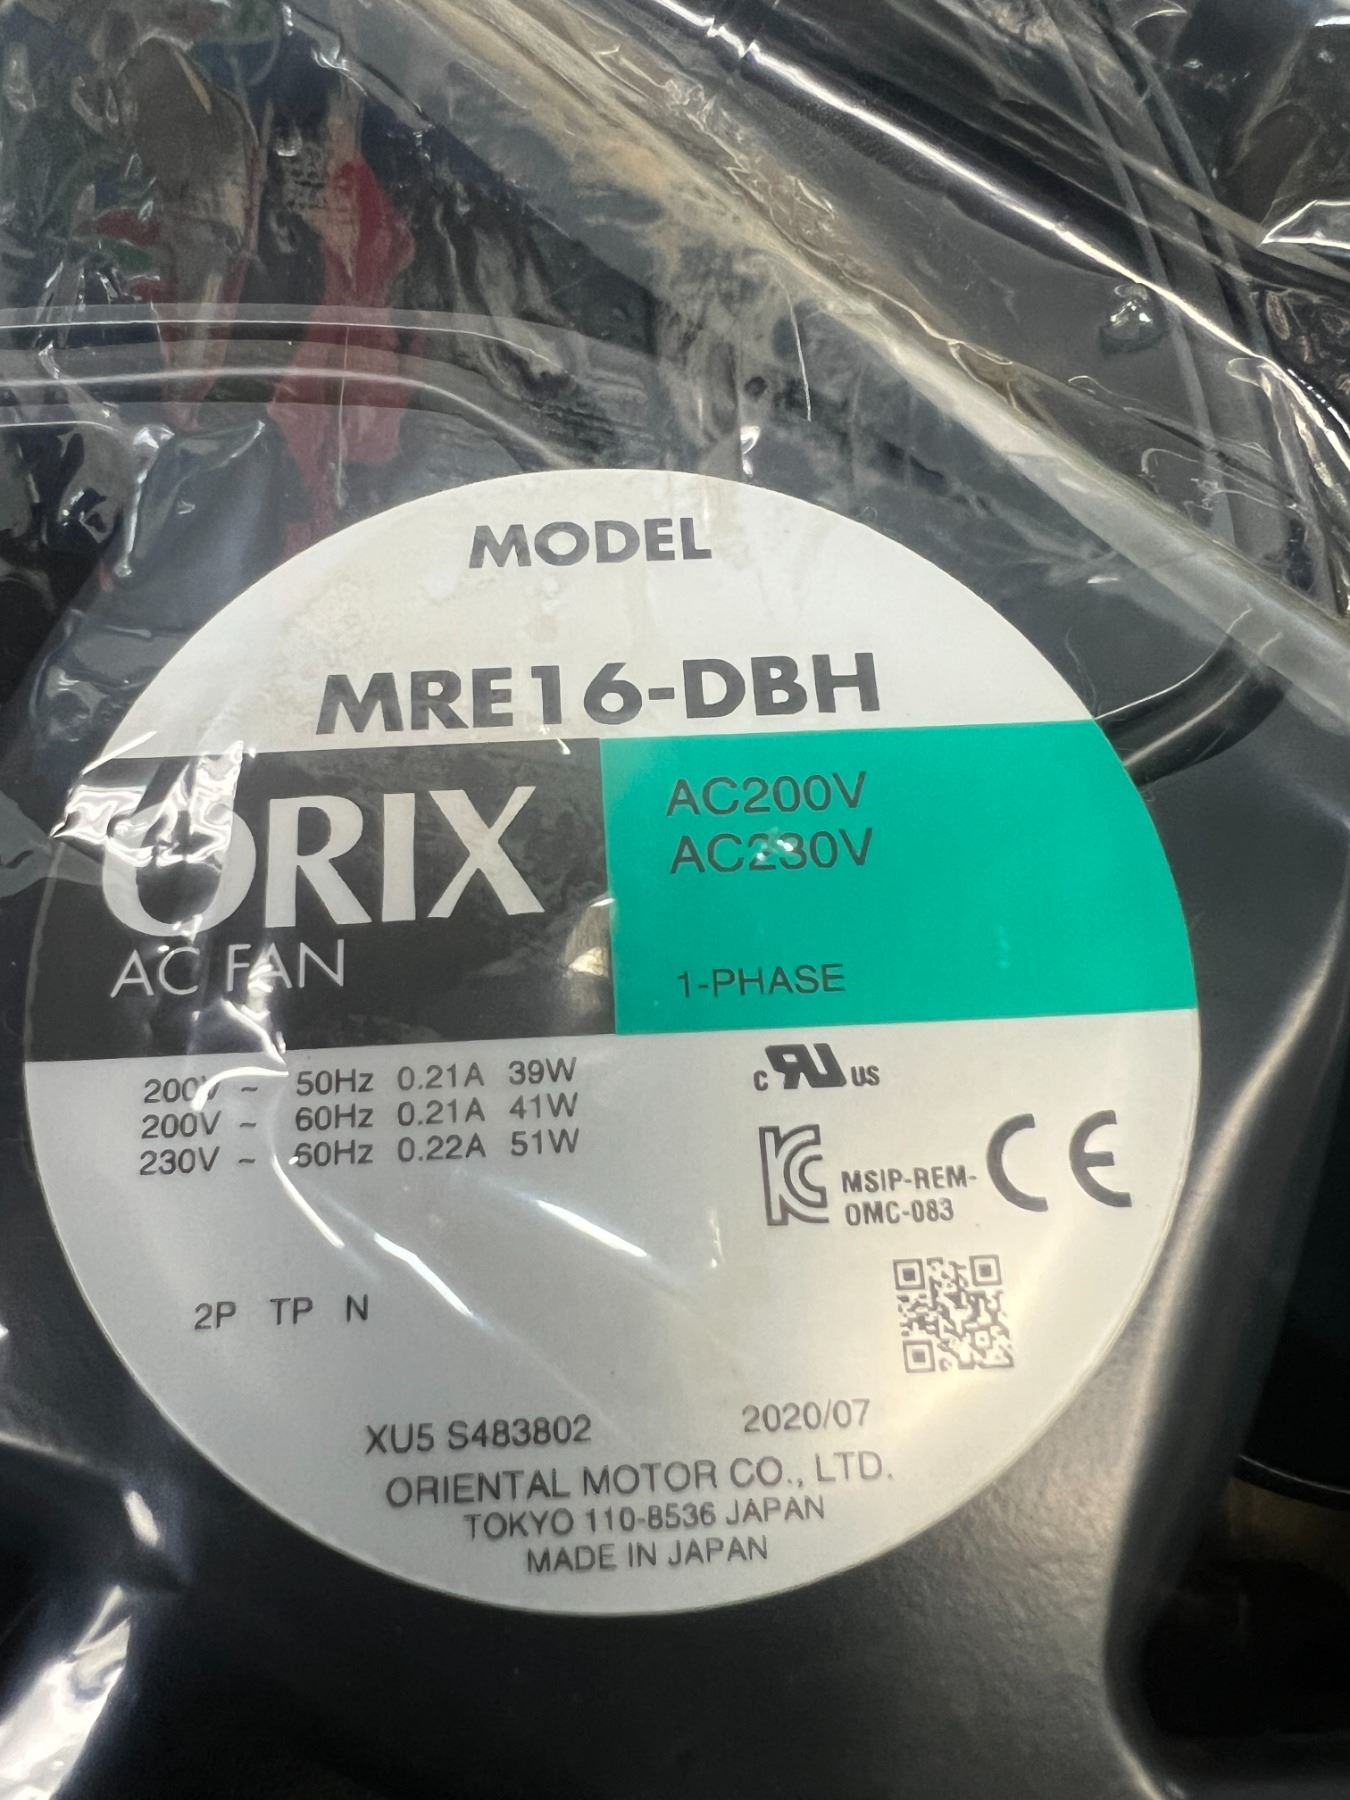 MODEL
MRE16-DBH
ORIX
AC FAN
AC200V
AC230V
1-PHASE
200V ~ 50Hz 0.21A 39W
200V ~ 60Hz 0.21A 41W
230V ~ 60Hz 0.22A 51W
c RU US
KC MSIP-REM-
OMC-083
CE
2P TP N
XU5 S483802 2020/07
ORIENTAL MOTOR CO., LTD.
TOKYO 110-8536 JAPAN
MADE IN JAPAN